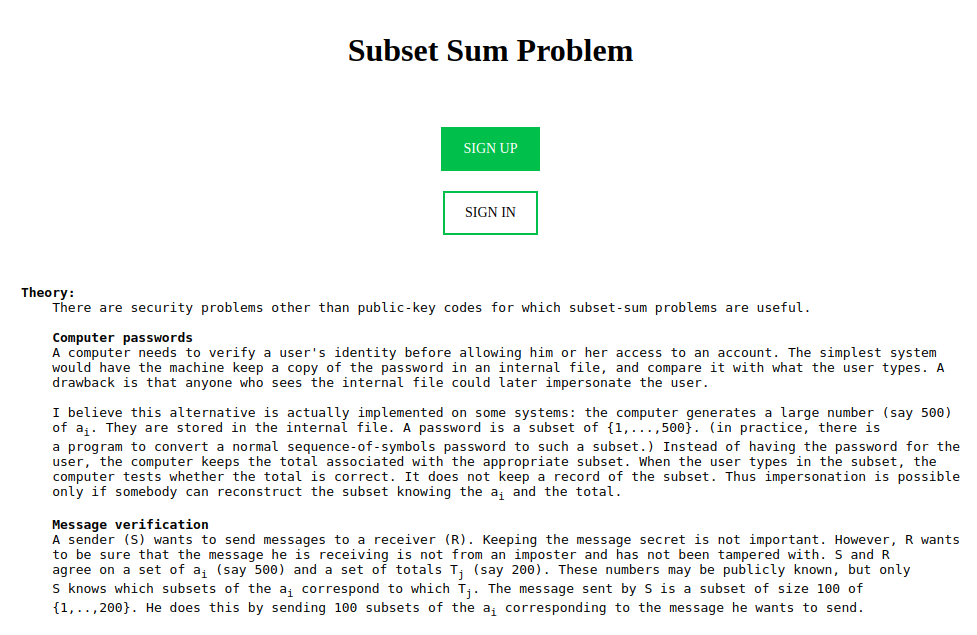 Subset Sum Problem
SIGN UP
SIGN IN
Theory:
There are security problems other than public-key codes for which subset-sum problems are useful.
Computer passwords
A computer needs to verify a user's identity before allowing him or her access to an account. The simplest system
would have the machine keep a copy of the password in an internal file, and compare it with what the user types. A
drawback is that anyone who sees the internal file could later impersonate the user.
I believe this alternative is actually implemented on some systems: the computer generates a large number (say 500)
of ai. They are stored in the internal file. A password is a subset of {1,...,500}. (in practice, there is
a program to convert a normal sequence-of-symbols password to such a subset.) Instead of having the password for the
user, the computer keeps the total associated with the appropriate subset. When the user types in the subset, the
computer tests whether the total is correct. It does not keep a record of the subset. Thus impersonation is possible
only if somebody can reconstruct the subset knowing the ai and the total.
Message verification
A sender (S) wants to send messages to a receiver (R). Keeping the message secret is not important. However, R wants
to be sure that the message he is receiving is not from an imposter and has not been tampered with. S and R
agree on a set of ai (say 500) and a set of totals Tj (say 200). These numbers may be publicly known, but only
S knows which subsets of the ai correspond to which Tj. The message sent by S is a subset of size 100 of
{1,..,200}. He does this by sending 100 subsets of the ai corresponding to the message he wants to send.